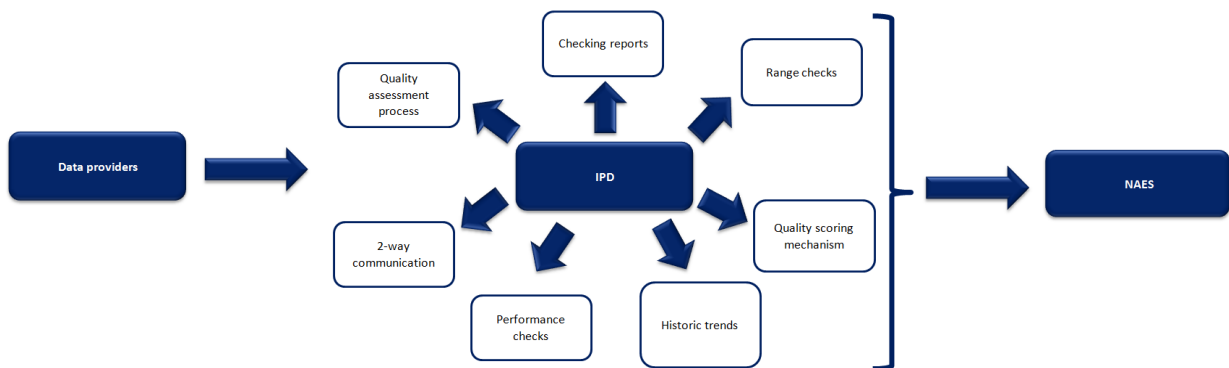 Checking reports
Quality
assessment
process
Range checks
Data providers
IPD
NAES
2-way
communication
Quality scoring
mechanism
Performance
checks
Historic trends